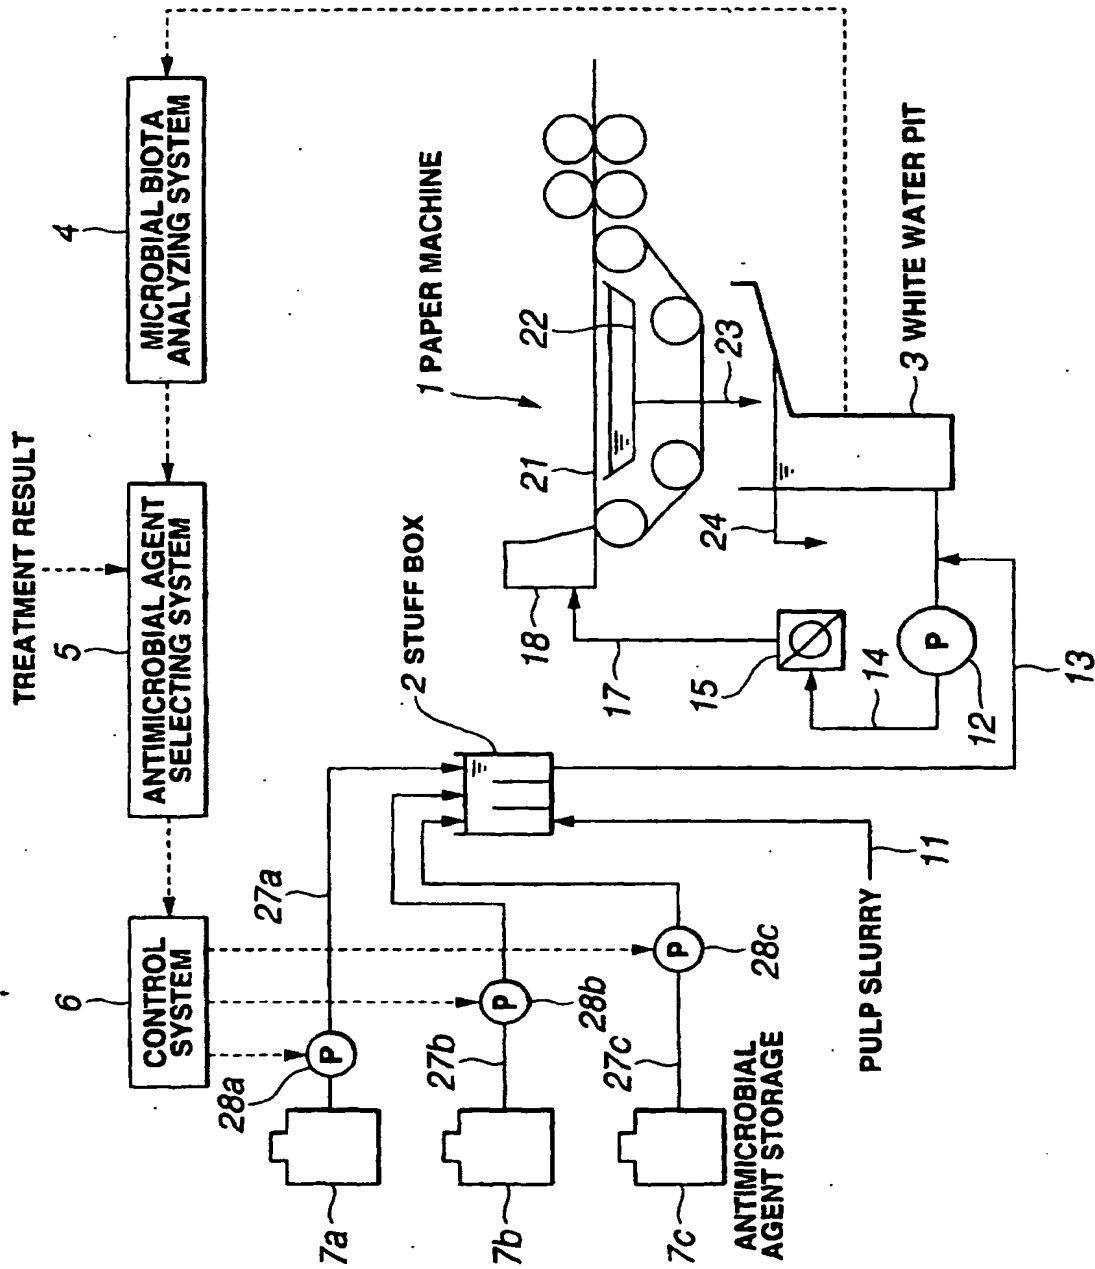 TREATMENT RESULT
6
CONTROL
SYSTEM
5
ANTIMICROBIAL AGENT
SELECTING SYSTEM
4
MICROBIAL BIOTA
ANALYZING SYSTEM
28a
P
27a
7a
2 STUFF BOX
1 PAPER MACHINE
18
21
22
7b
27b
P
28b
17
23
7c
27c
P
28c
15
24
ANTIMICROBIAL
AGENT STORAGE
14
P
12
3 WHITE WATER PIT
PULP SLURRY
11
13